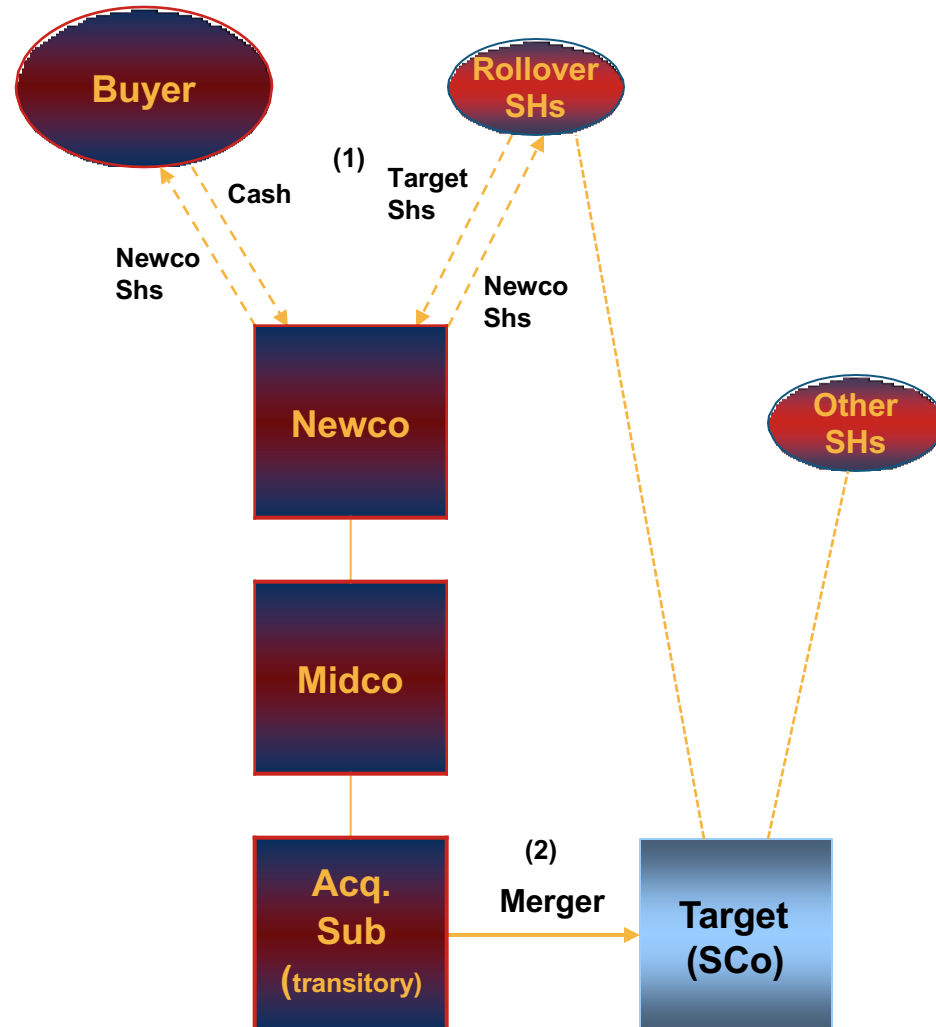 Buyer
Rollover
SHs
(1)
Cash
Target
Shs
Newco
Shs
Newco
Shs
Newco
Other
SHs
Midco
Acq.
Sub
(transitory)
(2)
Merger
Target
(SCo)